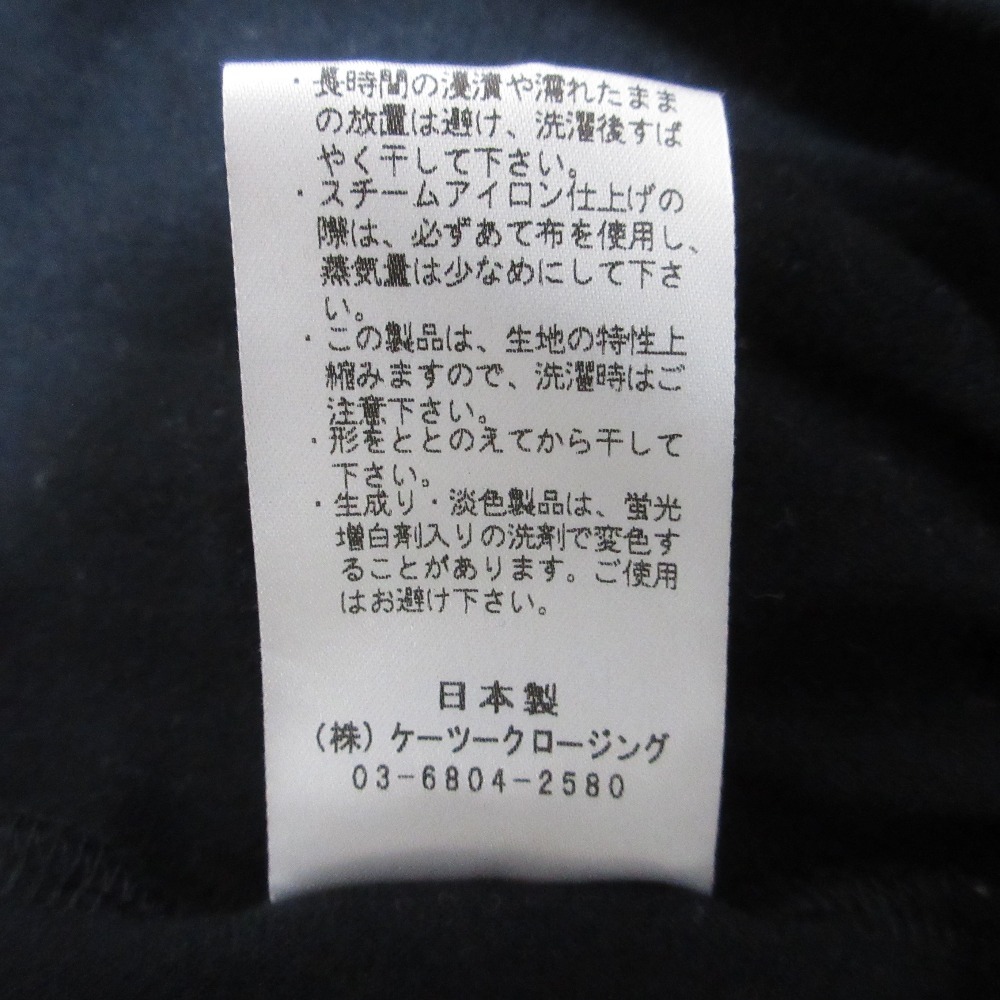 ・長時間の浸漬や濡れたまま
の放置は避け、洗濯後すば
やく干して下さい。
・スチームアイロン仕上げの
際は、必ずあて布を使用し、
蒸気量は少なめにして下さ
い。
・この製品は、生地の特性上
縮みますので、洗濯時はご
注意下さい。
・形をととのえてから干して
下さい。
・生成り・淡色製品は、蛍光
増白剤入りの洗剤で変色す
ることがあります。ご使用
はお避け下さい。
日本製
(株)ケーツークロージング
03-6804-2580